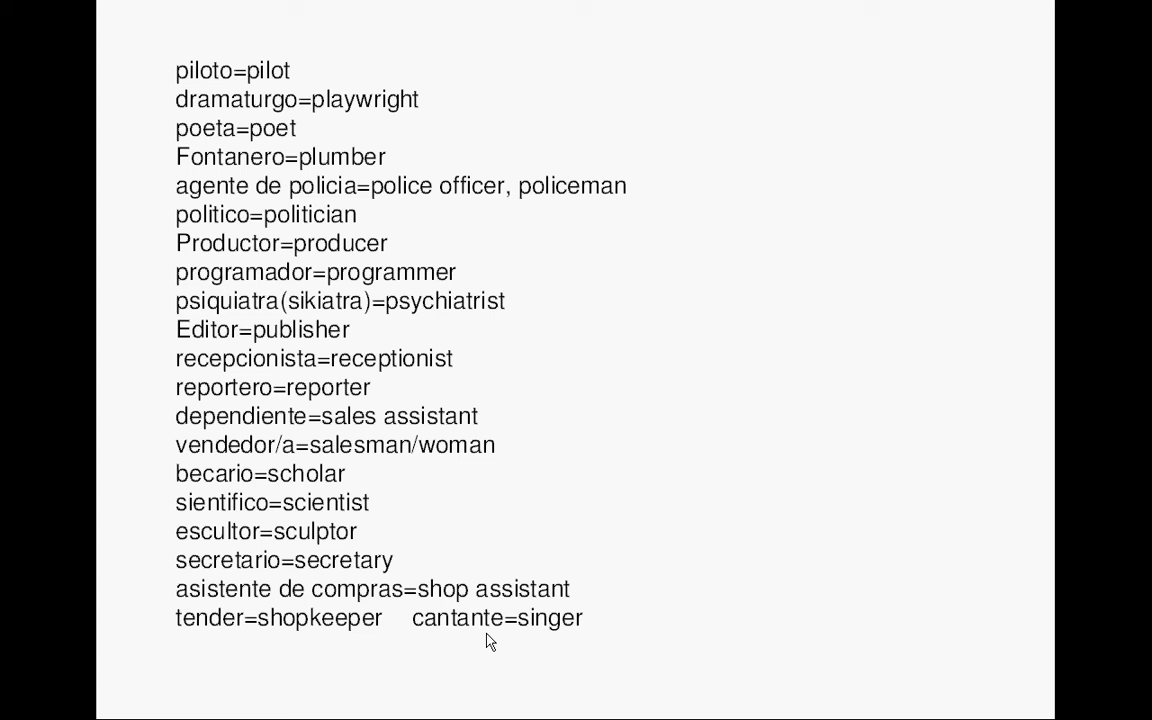 piloto=pilot
dramaturgo=playwright
poeta=poet
Fontanero=plumber
agente de policia=police officer, policeman
politico=politician
Productor=producer
programador=programmer
psiquiatra(sikiatra)=psychiatrist
Editor=publisher
recepcionista=receptionist
reportero=reporter
dependiente=sales assistant
vendedor/a=salesman/woman
becario=scholar
sientifico=scientist
escultor=sculptor
secretario=secretary
asistente de compras=shop assistant
tender=shopkeeper cantante=singer